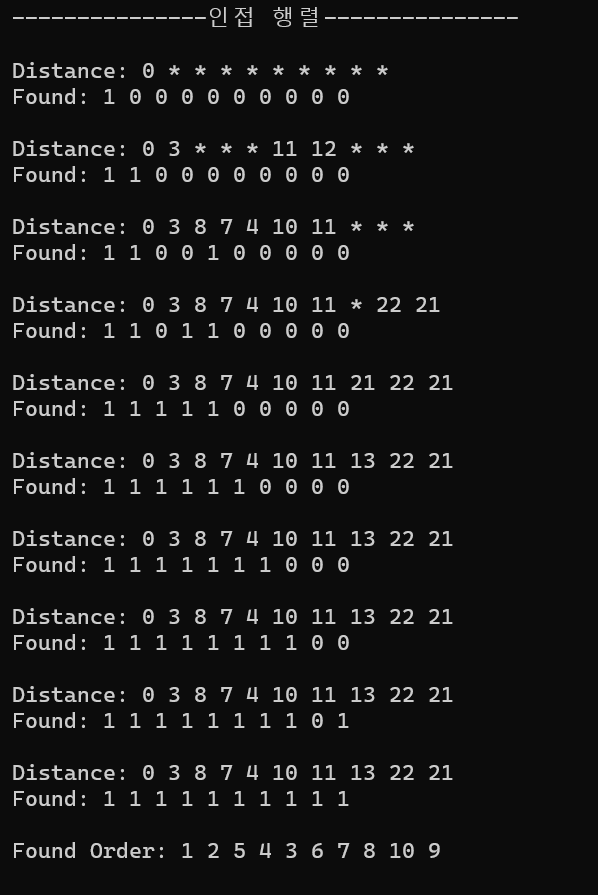 ---------------인접 행렬---------------
Distance: 0 * * * * * * * * *
Found: 1 0 0 0 0 0 0 0 0 0
Distance: 0 3 * * * 11 12 * * *
Found: 1 1 0 0 0 0 0 0 0 0
Distance: 0 3 8 7 4 10 11 * * *
Found: 1 1 0 0 1 0 0 0 0 0
Distance: 0 3 8 7 4 10 11 * 22 21
Found: 1 1 0 1 1 0 0 0 0 0
Distance: 0 3 8 7 4 10 11 21 22 21
Found: 1 1 1 1 1 0 0 0 0 0
Distance: 0 3 8 7 4 10 11 13 22 21
Found: 1 1 1 1 1 1 0 0 0 0
Distance: 0 3 8 7 4 10 11 13 22 21
Found: 1 1 1 1 1 1 1 0 0 0
Distance: 0 3 8 7 4 10 11 13 22 21
Found: 1 1 1 1 1 1 1 1 0 0
Distance: 0 3 8 7 4 10 11 13 22 21
Found: 1 1 1 1 1 1 1 1 0 1
Distance: 0 3 8 7 4 10 11 13 22 21
Found: 1 1 1 1 1 1 1 1 1 1
Found Order: 1 2 5 4 3 6 7 8 10 9